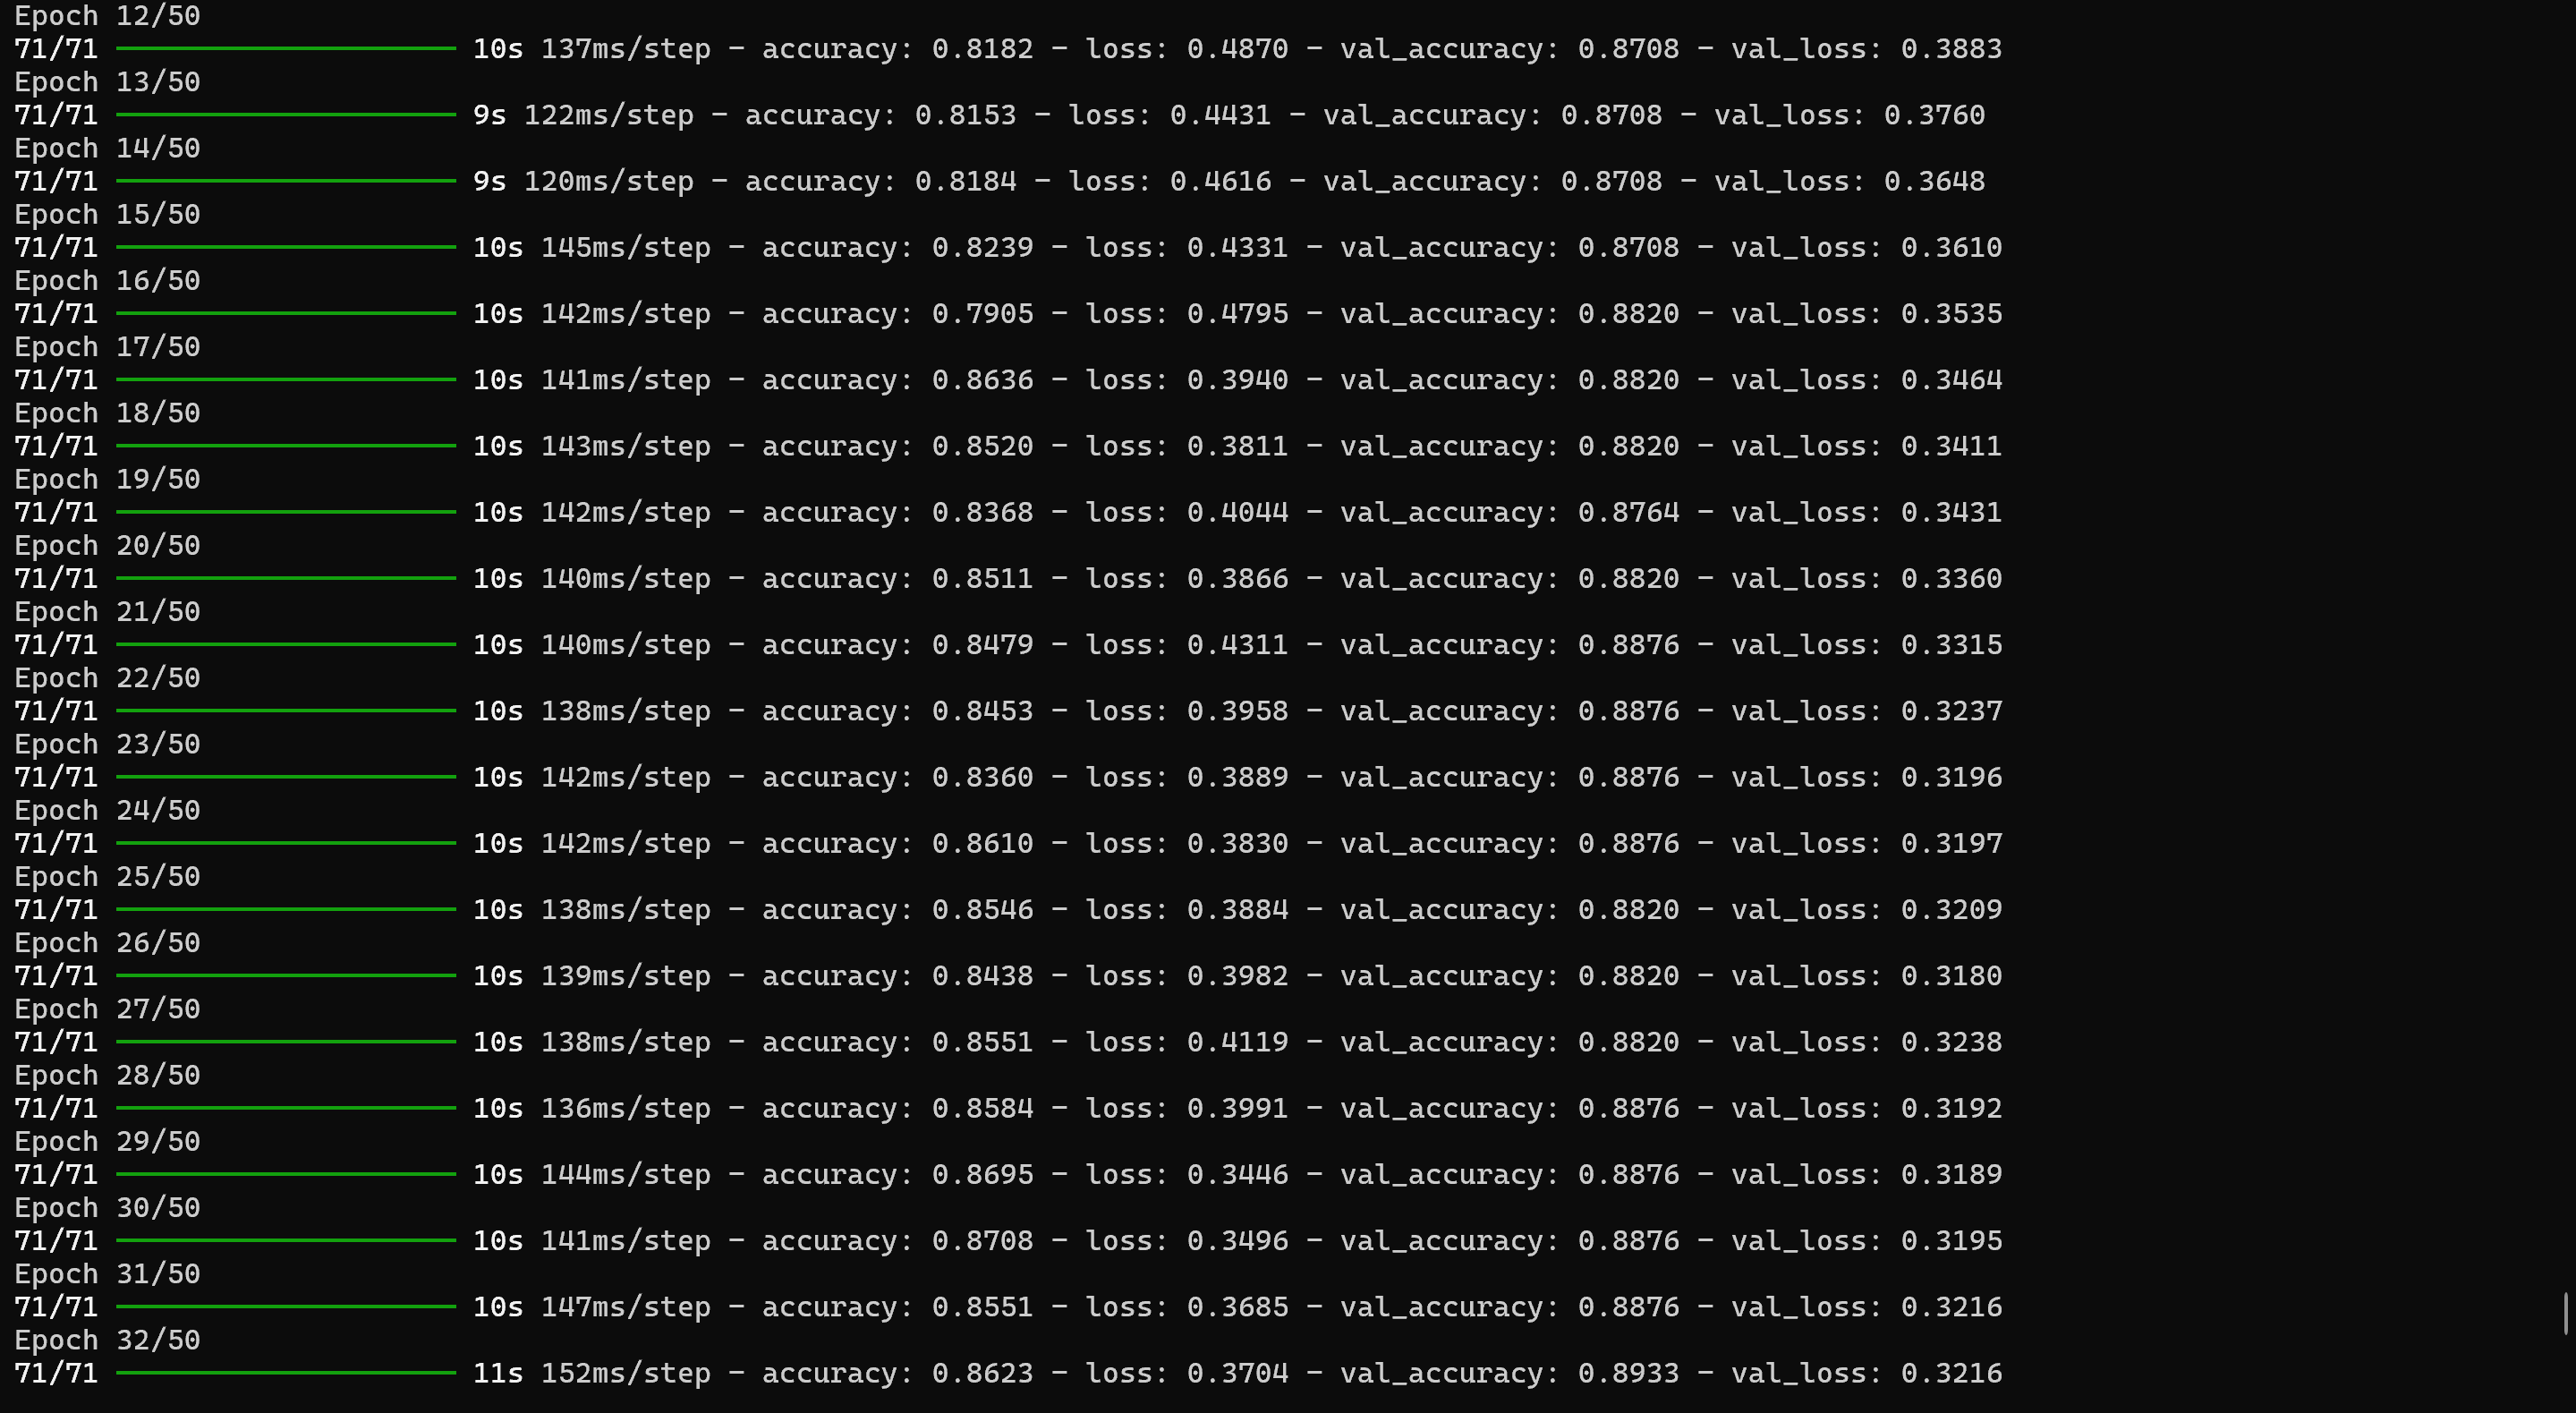 Epoch 12/50
71/71 ━━━━━━━━━━━━━━━━━━━━ 10s 137ms/step - accuracy: 0.8182 - loss: 0.4870 - val_accuracy: 0.8708 - val_loss: 0.3883
Epoch 13/50
71/71 ━━━━━━━━━━━━━━━━━━━━ 9s 122ms/step - accuracy: 0.8153 - loss: 0.4431 - val_accuracy: 0.8708 - val_loss: 0.3760
Epoch 14/50
71/71 ━━━━━━━━━━━━━━━━━━━━ 9s 120ms/step - accuracy: 0.8184 - loss: 0.4616 - val_accuracy: 0.8708 - val_loss: 0.3648
Epoch 15/50
71/71 ━━━━━━━━━━━━━━━━━━━━ 10s 145ms/step - accuracy: 0.8239 - loss: 0.4331 - val_accuracy: 0.8708 - val_loss: 0.3610
Epoch 16/50
71/71 ━━━━━━━━━━━━━━━━━━━━ 10s 142ms/step - accuracy: 0.7905 - loss: 0.4795 - val_accuracy: 0.8820 - val_loss: 0.3535
Epoch 17/50
71/71 ━━━━━━━━━━━━━━━━━━━━ 10s 141ms/step - accuracy: 0.8636 - loss: 0.3940 - val_accuracy: 0.8820 - val_loss: 0.3464
Epoch 18/50
71/71 ━━━━━━━━━━━━━━━━━━━━ 10s 143ms/step - accuracy: 0.8520 - loss: 0.3811 - val_accuracy: 0.8820 - val_loss: 0.3411
Epoch 19/50
71/71 ━━━━━━━━━━━━━━━━━━━━ 10s 142ms/step - accuracy: 0.8368 - loss: 0.4044 - val_accuracy: 0.8764 - val_loss: 0.3431
Epoch 20/50
71/71 ━━━━━━━━━━━━━━━━━━━━ 10s 140ms/step - accuracy: 0.8511 - loss: 0.3866 - val_accuracy: 0.8820 - val_loss: 0.3360
Epoch 21/50
71/71 ━━━━━━━━━━━━━━━━━━━━ 10s 140ms/step - accuracy: 0.8479 - loss: 0.4311 - val_accuracy: 0.8876 - val_loss: 0.3315
Epoch 22/50
71/71 ━━━━━━━━━━━━━━━━━━━━ 10s 138ms/step - accuracy: 0.8453 - loss: 0.3958 - val_accuracy: 0.8876 - val_loss: 0.3237
Epoch 23/50
71/71 ━━━━━━━━━━━━━━━━━━━━ 10s 142ms/step - accuracy: 0.8360 - loss: 0.3889 - val_accuracy: 0.8876 - val_loss: 0.3196
Epoch 24/50
71/71 ━━━━━━━━━━━━━━━━━━━━ 10s 142ms/step - accuracy: 0.8610 - loss: 0.3830 - val_accuracy: 0.8876 - val_loss: 0.3197
Epoch 25/50
71/71 ━━━━━━━━━━━━━━━━━━━━ 10s 138ms/step - accuracy: 0.8546 - loss: 0.3884 - val_accuracy: 0.8820 - val_loss: 0.3209
Epoch 26/50
71/71 ━━━━━━━━━━━━━━━━━━━━ 10s 139ms/step - accuracy: 0.8438 - loss: 0.3982 - val_accuracy: 0.8820 - val_loss: 0.3180
Epoch 27/50
71/71 ━━━━━━━━━━━━━━━━━━━━ 10s 138ms/step - accuracy: 0.8551 - loss: 0.4119 - val_accuracy: 0.8820 - val_loss: 0.3238
Epoch 28/50
71/71 ━━━━━━━━━━━━━━━━━━━━ 10s 136ms/step - accuracy: 0.8584 - loss: 0.3991 - val_accuracy: 0.8876 - val_loss: 0.3192
Epoch 29/50
71/71 ━━━━━━━━━━━━━━━━━━━━ 10s 144ms/step - accuracy: 0.8695 - loss: 0.3446 - val_accuracy: 0.8876 - val_loss: 0.3189
Epoch 30/50
71/71 ━━━━━━━━━━━━━━━━━━━━ 10s 141ms/step - accuracy: 0.8708 - loss: 0.3496 - val_accuracy: 0.8876 - val_loss: 0.3195
Epoch 31/50
71/71 ━━━━━━━━━━━━━━━━━━━━ 10s 147ms/step - accuracy: 0.8551 - loss: 0.3685 - val_accuracy: 0.8876 - val_loss: 0.3216
Epoch 32/50
71/71 ━━━━━━━━━━━━━━━━━━━━ 11s 152ms/step - accuracy: 0.8623 - loss: 0.3704 - val_accuracy: 0.8933 - val_loss: 0.3216